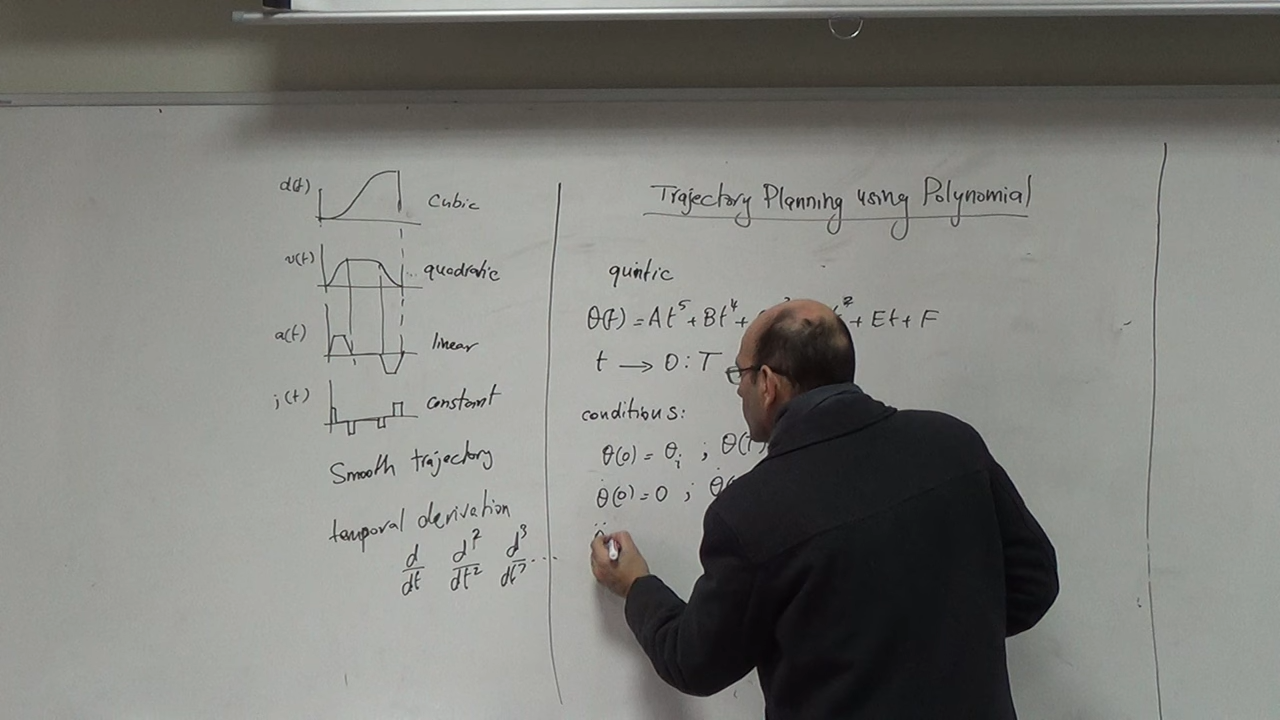 d(t) cubic
v(t) quadratic
a(t) linear
j(t) constant
Smooth trajectory
temporal derivation
d/dt d²/dt² d³/dt³ ...
Trajectory Planning using Polynomial
quintic
θ(t) = At⁵ + Bt⁴ + t² + Et + F
t → 0 : T
conditions:
θ(0) = θi ; θ(
θ̇(0) = 0 ; θ̇(